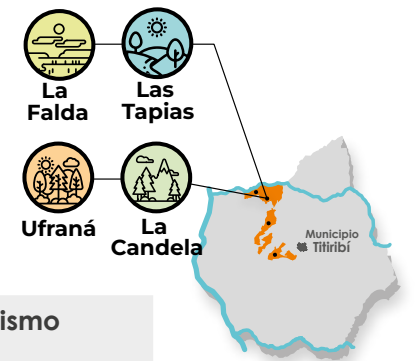 La
Falda
Las
Tapias
Ufraná
La
Candela
Municipio
Titiribí
ismo